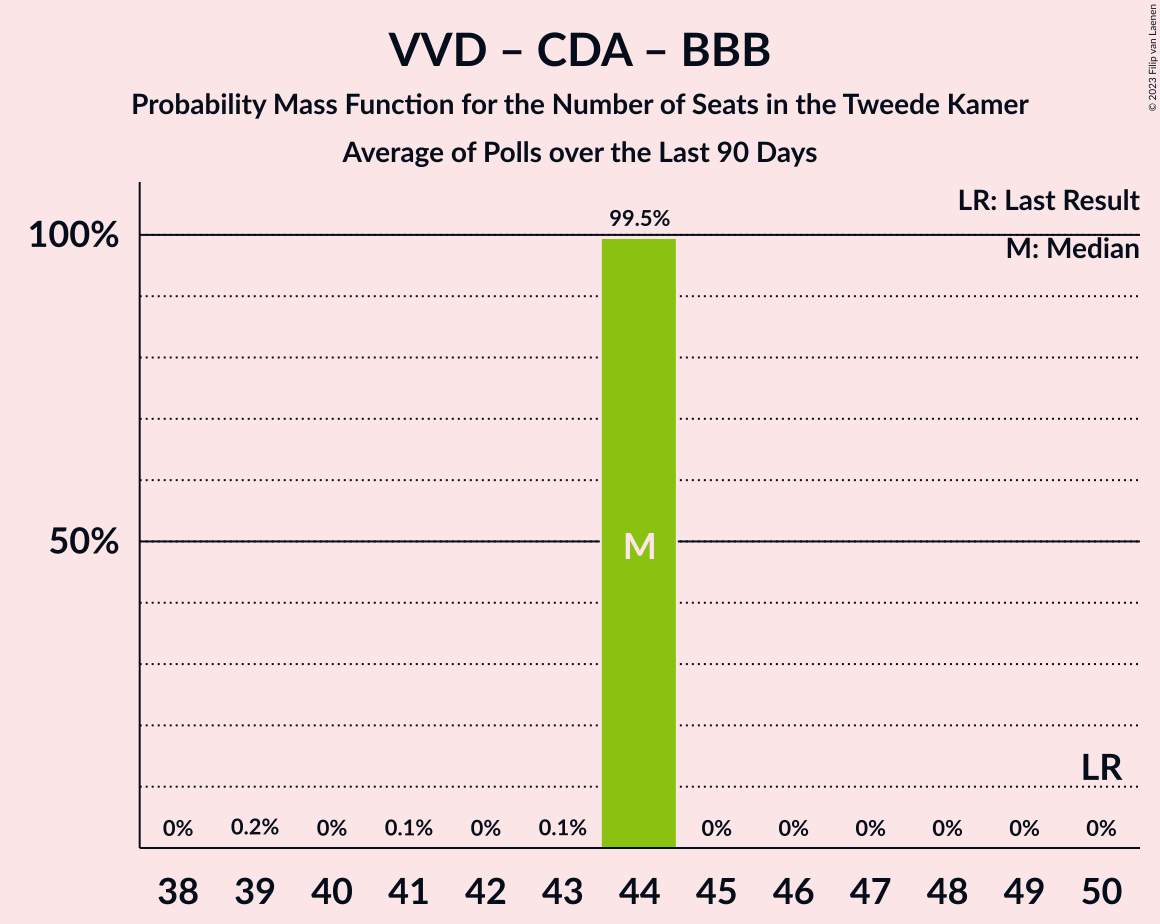 VVD – CDA – BBB
Probability Mass Function for the Number of Seats in the Tweede Kamer
Average of Polls over the Last 90 Days
© 2023 Filip van Laenen
LR: Last Result
M: Median
99.5%
100%
50%
M
LR
0% 0.2% 0% 0.1% 0% 0.1% 0% 0% 0% 0% 0% 0%
38 39 40 41 42 43 44 45 46 47 48 49 50